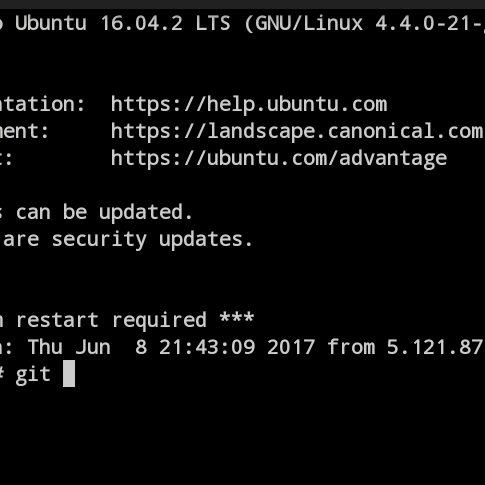 Ubuntu 16.04.2 LTS (GNU/Linux 4.4.0-21-
https://help.ubuntu.com
https://landscape.canonical.com
https://ubuntu.com/advantage
can be updated.
are security updates.
restart required ***
: Thu Jun  8 21:43:09 2017 from 5.121.87
# git